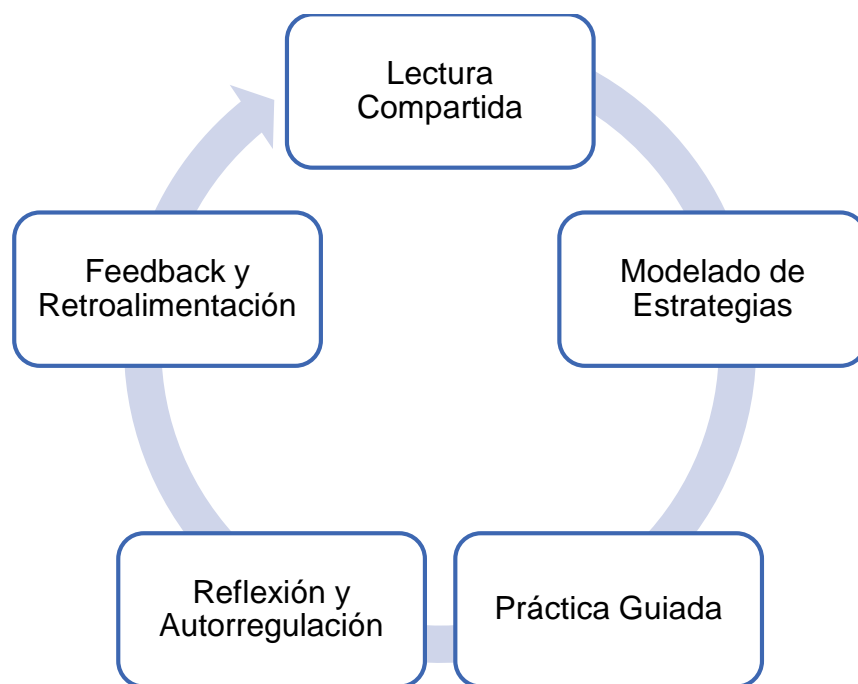 Lectura
Compartida
Modelado de
Estrategias
Práctica Guiada
Reflexión y
Autorregulación
Feedback y
Retroalimentación